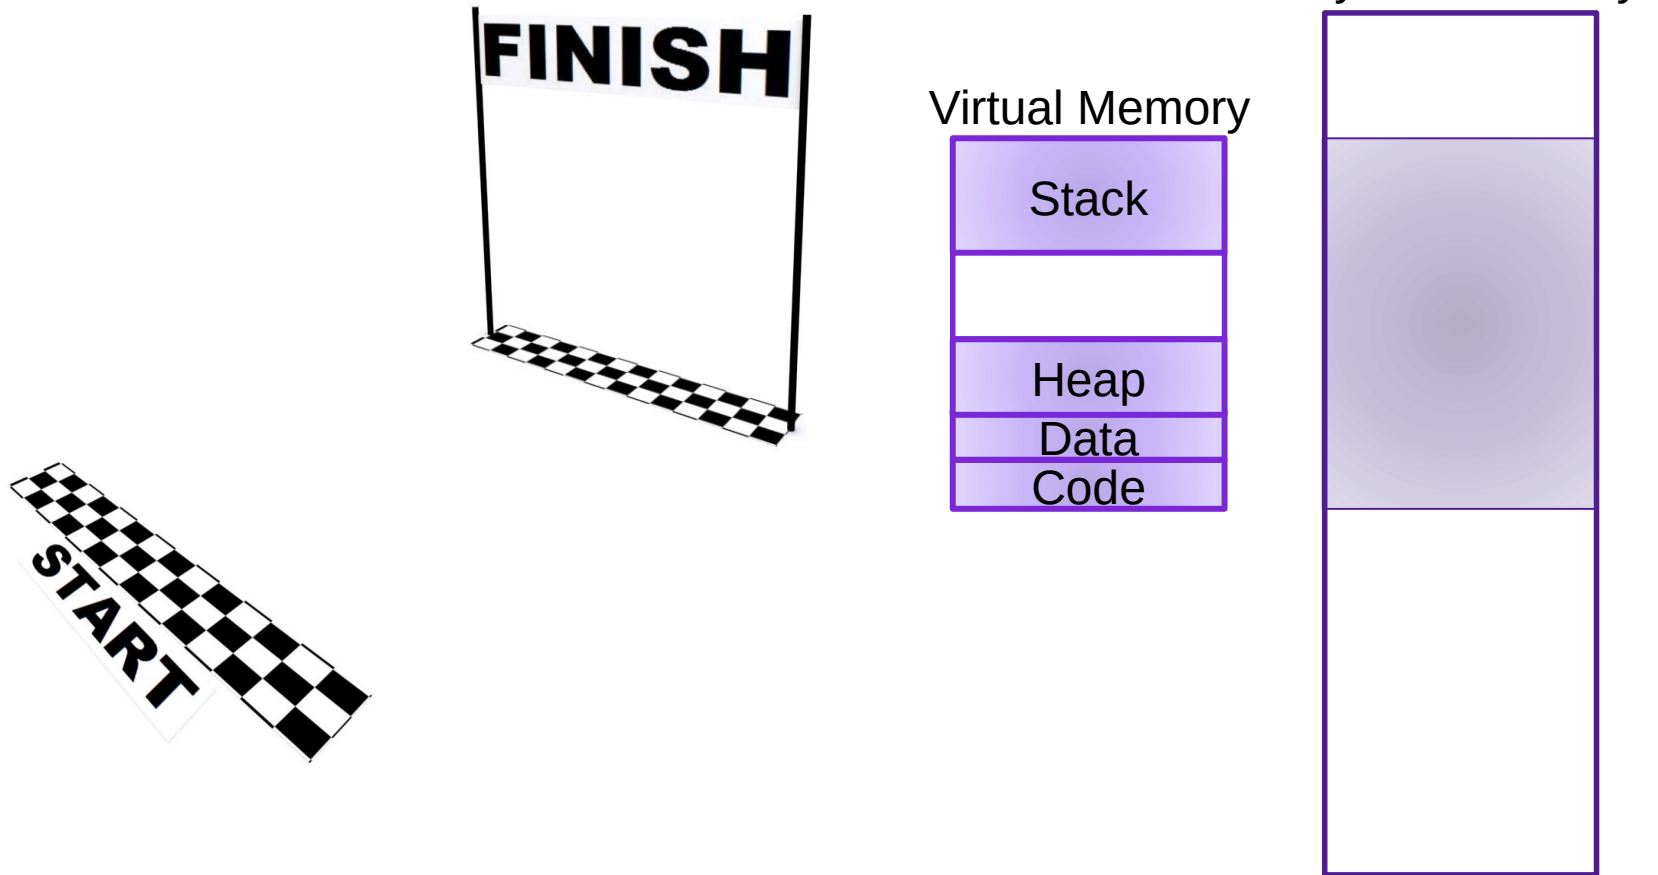 FINISH
Virtual Memory
Stack
Heap
Data
Code
START